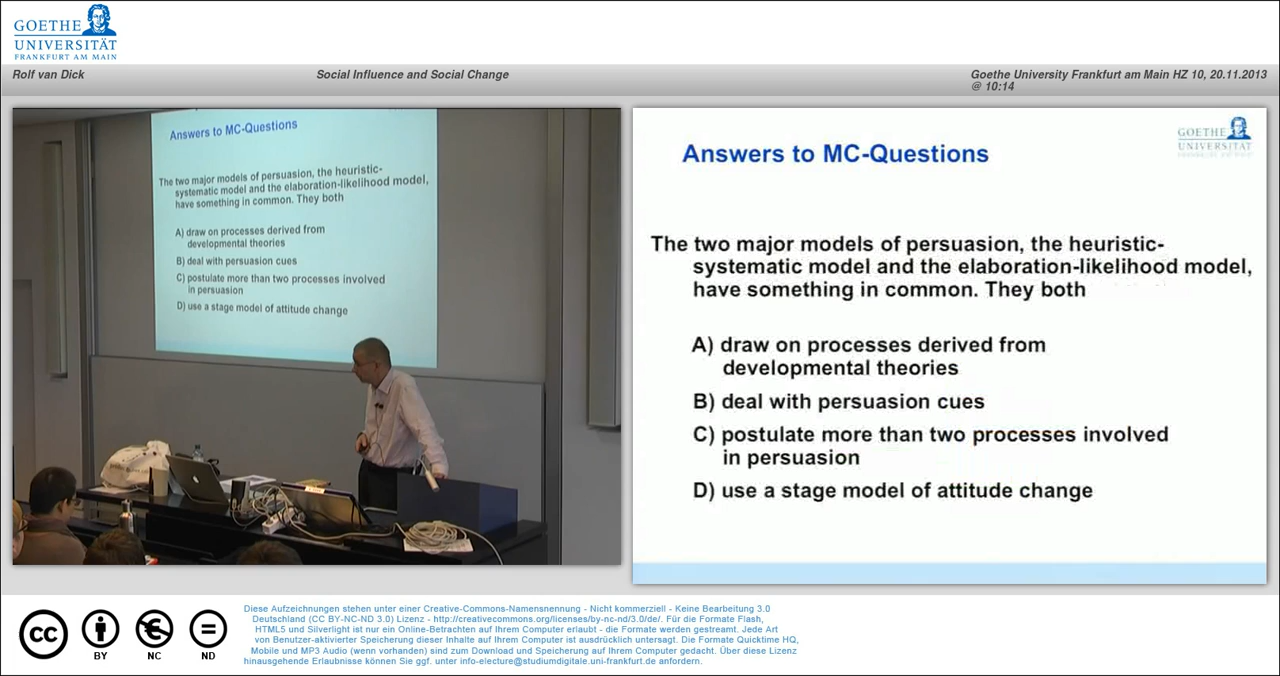 GOETHE
UNIVERSITÄT
FRANKFURT AM MAIN
Rolf van Dick
Social Influence and Social Change
Goethe University Frankfurt am Main HZ 10, 20.11.2013
@ 10:14
Answers to MC-Questions
The two major models of persuasion, the heuristic-
systematic model and the elaboration-likelihood model,
have something in common. They both
A) draw on processes derived from
developmental theories
B) deal with persuasion cues
C) postulate more than two processes involved
in persuasion
D) use a stage model of attitude change
GOETHE
UNIVERSITÄT
Answers to MC-Questions
The two major models of persuasion, the heuristic-
systematic model and the elaboration-likelihood model,
have something in common. They both
A) draw on processes derived from
developmental theories
B) deal with persuasion cues
C) postulate more than two processes involved
in persuasion
D) use a stage model of attitude change
cc
BY
NC
ND
Diese Aufzeichnungen stehen unter einer Creative-Commons-Namensnennung - Nicht kommerziell - Keine Bearbeitung 3.0
Deutschland (CC BY-NC-ND 3.0) Lizenz - http://creativecommons.org/licenses/by-nc-nd/3.0/de/. Für die Formate Flash,
HTML5 und Silverlight ist nur ein Online-Betrachten auf Ihrem Computer erlaubt - die Formate werden gestreamt. Jede Art
von Benutzer-aktivierter Speicherung dieser Inhalte auf Ihrem Computer ist ausdrücklich untersagt. Die Formate Quicktime HQ,
Mobile und MP3 Audio (wenn vorhanden) sind zum Download und Speicherung auf Ihrem Computer gedacht. Über diese Lizenz
hinausgehende Erlaubnisse können Sie ggf. unter info-electure@studiumdigitale.uni-frankfurt.de anfordern.